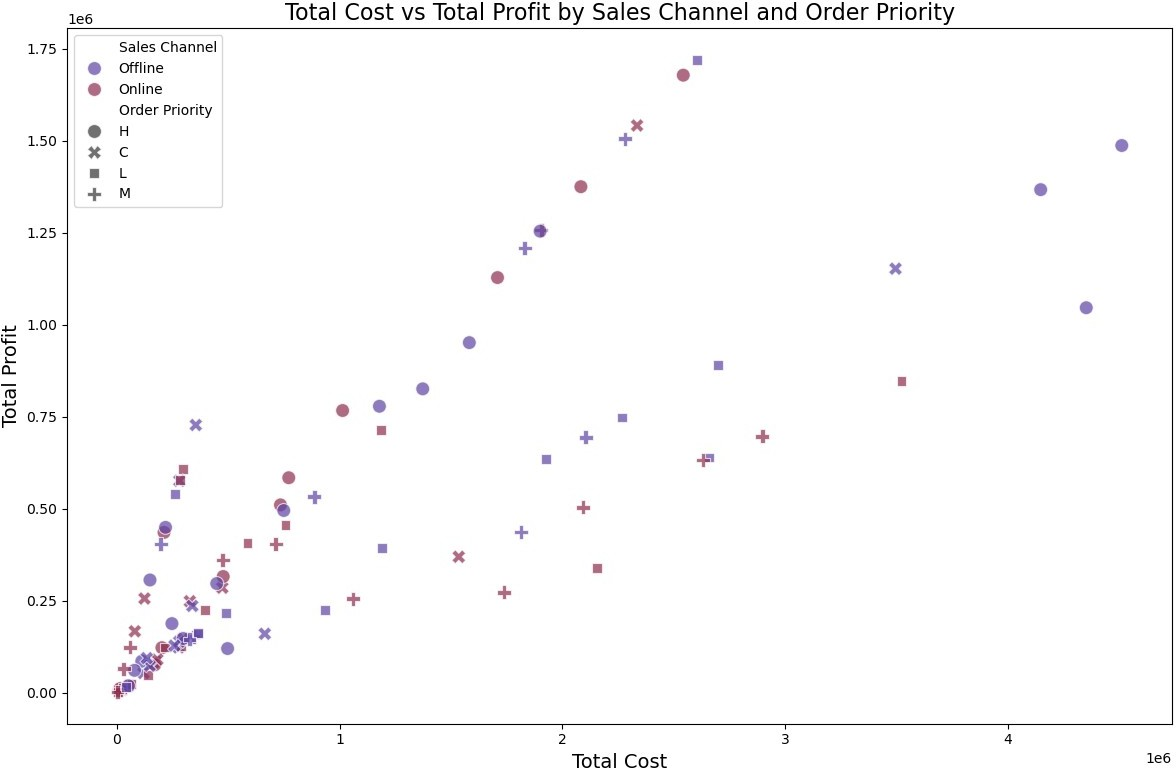 Total Cost vs Total Profit by Sales Channel and Order Priority
1e6
1.75
1.50
1.25
1.00
0.75
0.50
0.25
0.00
Total Profit
Sales Channel
Offline
Online
Order Priority
H
C
L
M
0
1
2
3
4
1e6
Total Cost